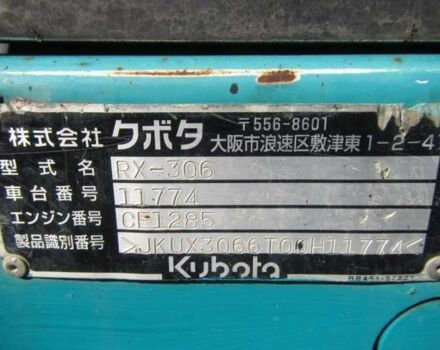 〒556-8601
株式会社 クボタ 大阪市浪速区敷津東1-2-4
型式名 RX-306
車台番号 11774
エンジン番号 CE1285
製品識別番号 >JKUX3066T00H11774<
Kubota